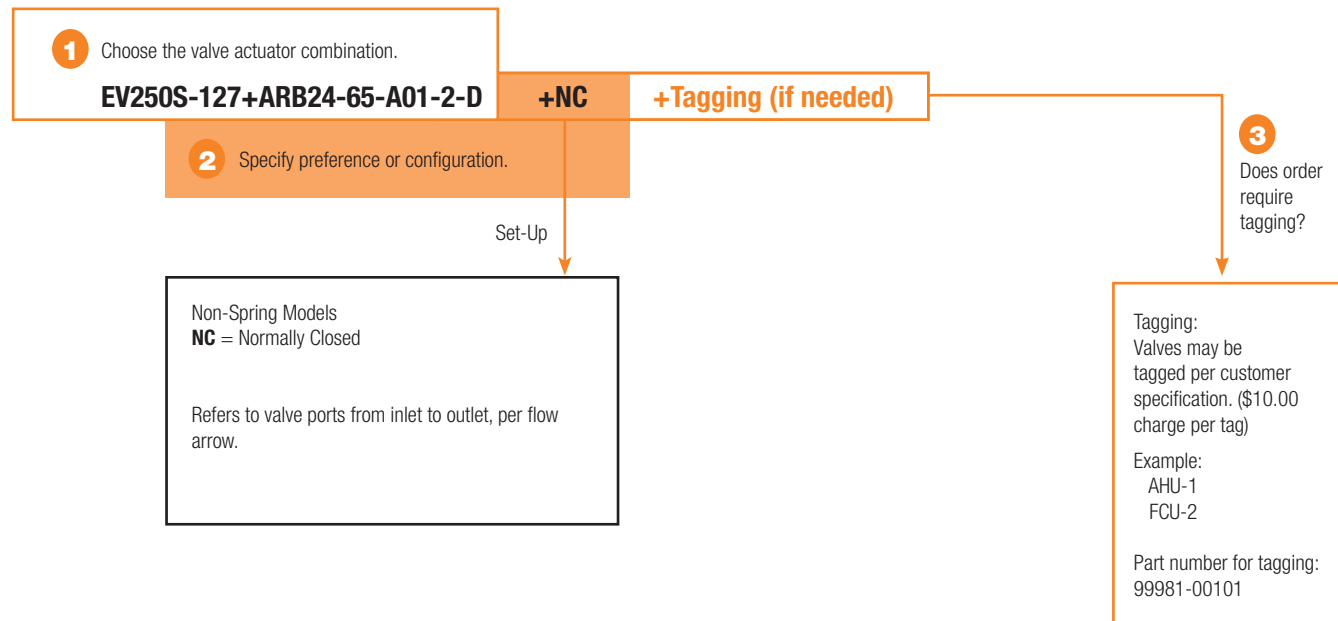 1 Choose the valve actuator combination.
EV250S-127+ARB24-65-A01-2-D +NC +Tagging (if needed)
2 Specify preference or configuration.
Set-Up
Non-Spring Models
NC = Normally Closed
Refers to valve ports from inlet to outlet, per flow
arrow.
3
Does order
require
tagging?
Tagging:
Valves may be
tagged per customer
specification. ($10.00
charge per tag)
Example:
AHU-1
FCU-2
Part number for tagging:
99981-00101